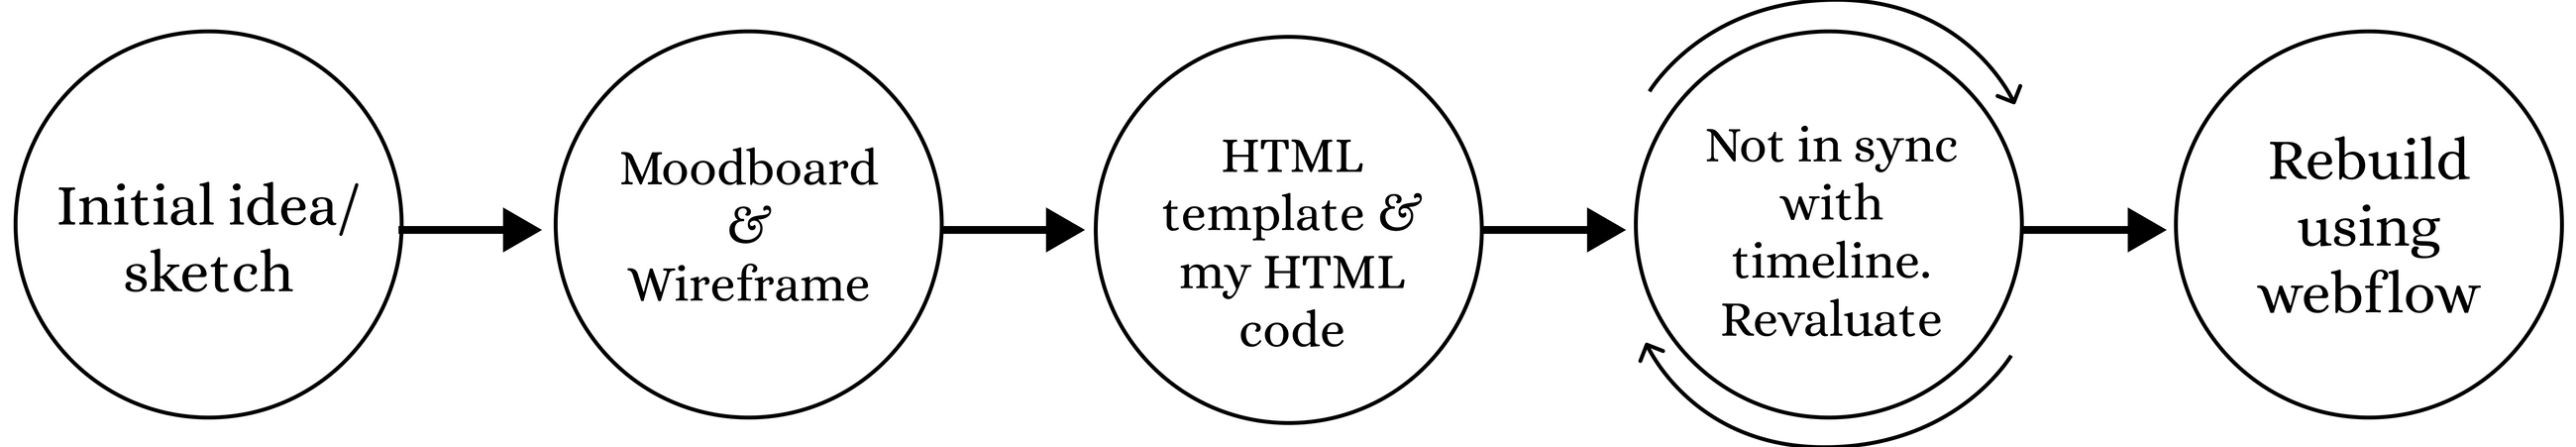 Initial idea/
sketch
Moodboard
&
Wireframe
HTML
template &
my HTML
code
Not in sync
with
timeline.
Revaluate
Rebuild
using
webflow